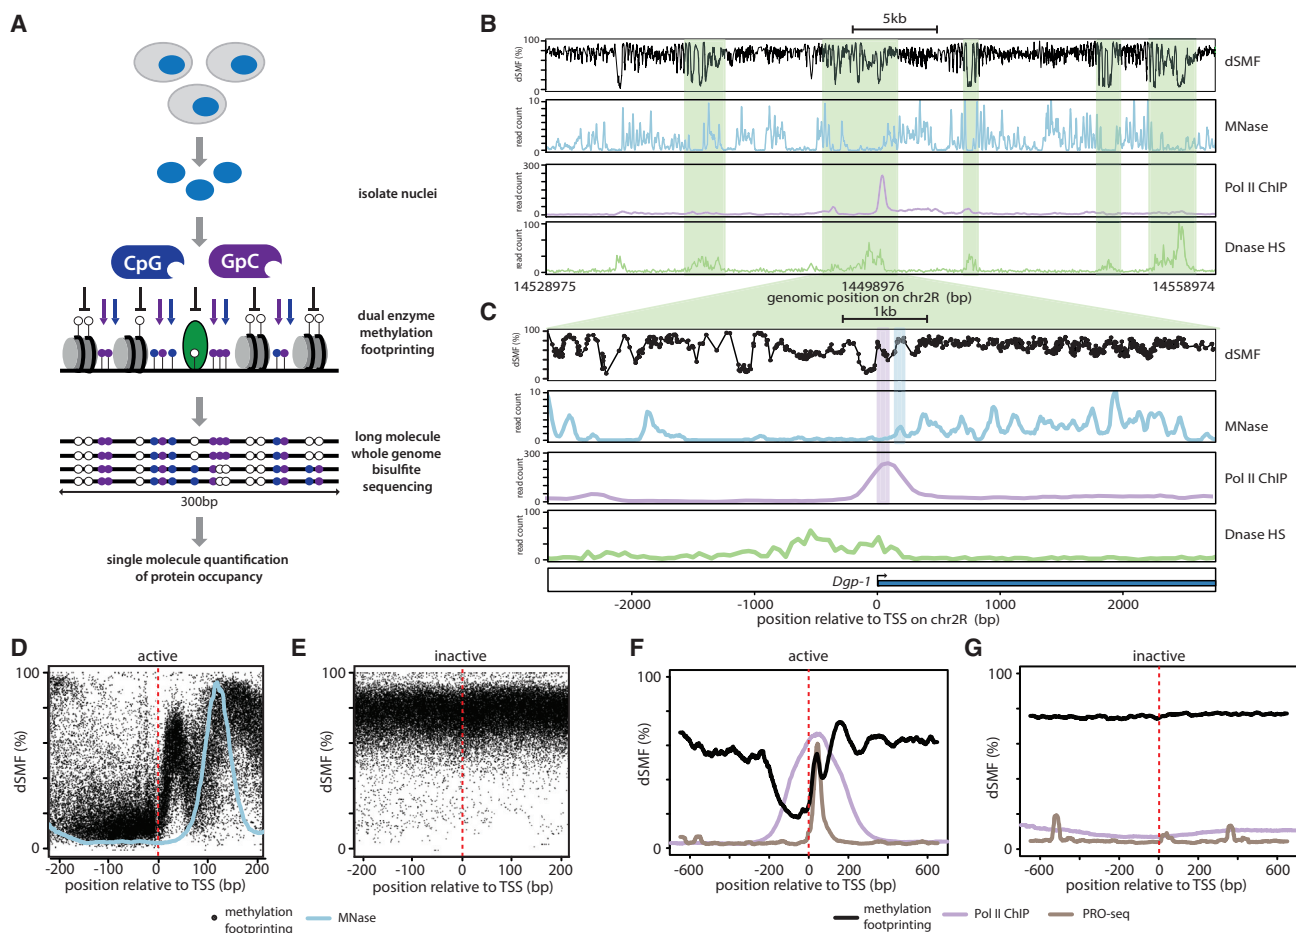 A
isolate nuclei
CpG
GpC
dual enzyme
methylation
footprinting
long molecule
whole genome
bisulfite
sequencing
300bp
single molecule quantification
of protein occupancy
B
5kb
100
0
dSMF (%)
dSMF
10
0
read count
MNase
300
0
read count
Pol II ChIP
100
0
read count
Dnase HS
14528975
14498976
14558974
genomic position on chr2R (bp)
C
1kb
100
0
dSMF (%)
dSMF
10
0
read count
MNase
300
0
read count
Pol II ChIP
100
0
read count
Dnase HS
Dgp-1
-2000
-1000
0
1000
2000
position relative to TSS on chr2R (bp)
D
active
100
0
dSMF (%)
-200
-100
0
100
200
position relative to TSS (bp)
E
inactive
100
0
dSMF (%)
-200
-100
0
100
200
position relative to TSS (bp)
methylation
footprinting
MNase
F
active
100
0
dSMF (%)
-600
-200
0
200
600
position relative to TSS (bp)
G
inactive
100
0
dSMF (%)
-600
-200
0
200
600
position relative to TSS (bp)
methylation
footprinting
Pol II ChIP
PRO-seq